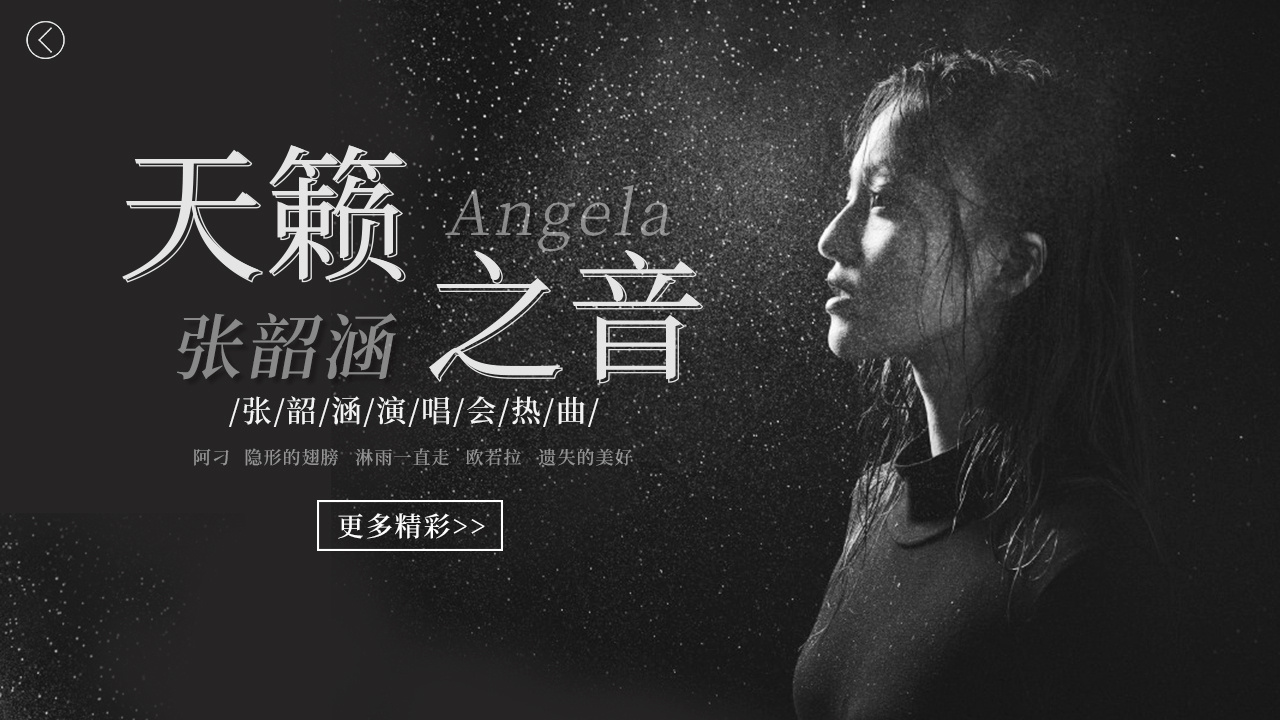 天籁
Angela
之音
张韶涵
/张/韶/涵/演/唱/会/热/曲/
阿刁 隐形的翅膀 淋雨一直走 欧若拉 遗失的美好
更多精彩>>